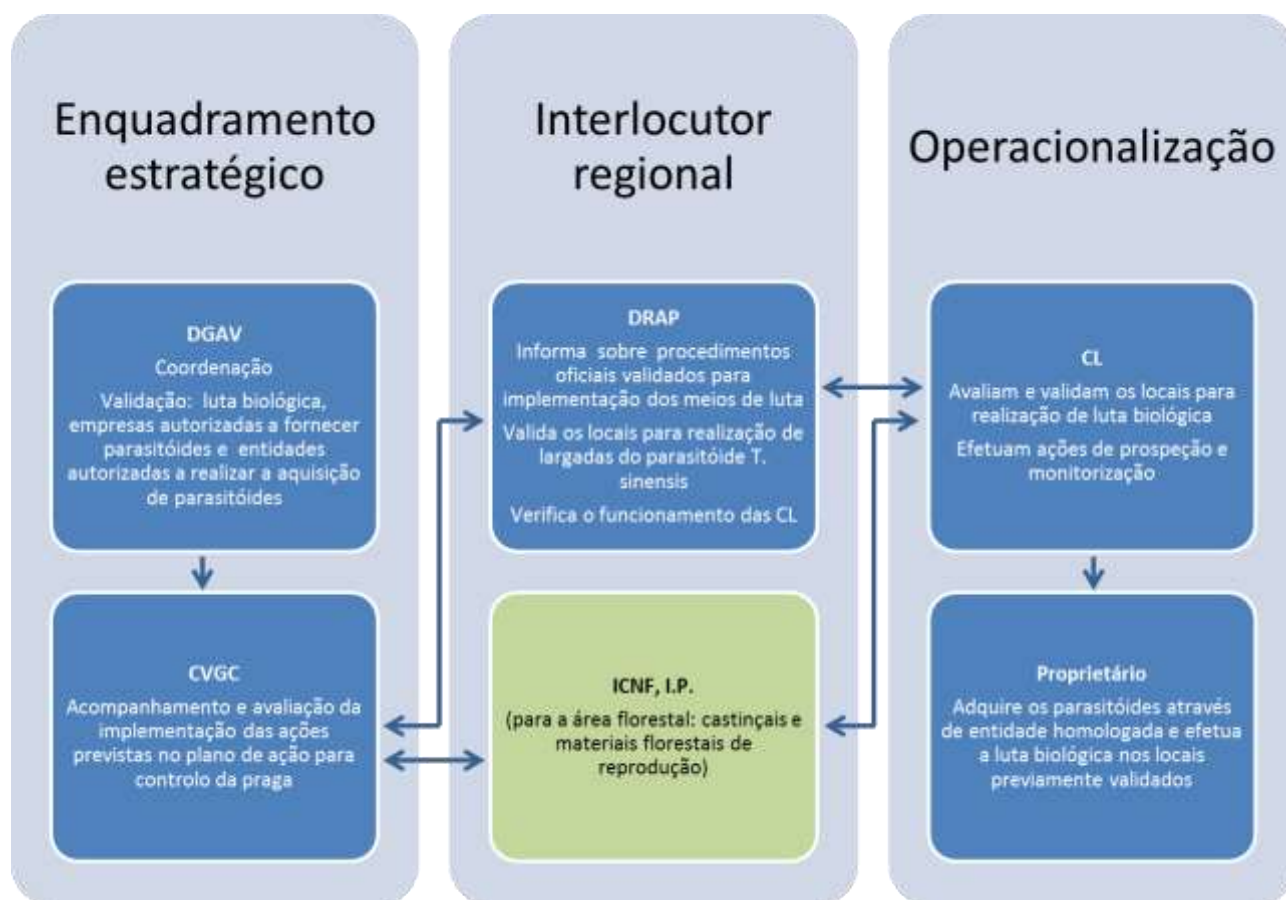 Enquadramento
estratégico
DGAV
Coordenação
Validação: luta biológica,
empresas autorizadas a fornecer
parasitóides e entidades
autorizadas a realizar a aquisição
de parasitóides
CVGC
Acompanhamento e avaliação da
implementação das ações
previstas no plano de ação para
controlo da praga
Interlocutor
regional
DRAP
Informa sobre procedimentos
oficiais validados para
implementação dos meios de luta
Valida os locais para realização de
largadas do parasitóide T.
sinensis
Verifica o funcionamento das CL
ICNF, I.P.
(para a área florestal: castinçais e
materiais florestais de
reprodução)
Operacionalização
CL
Avaliam e validam os locais para
realização de luta biológica
Efetuam ações de prospeção e
monitorização
Proprietário
Adquire os parasitóides através
de entidade homologada e efetua
a luta biológica nos locais
previamente validados